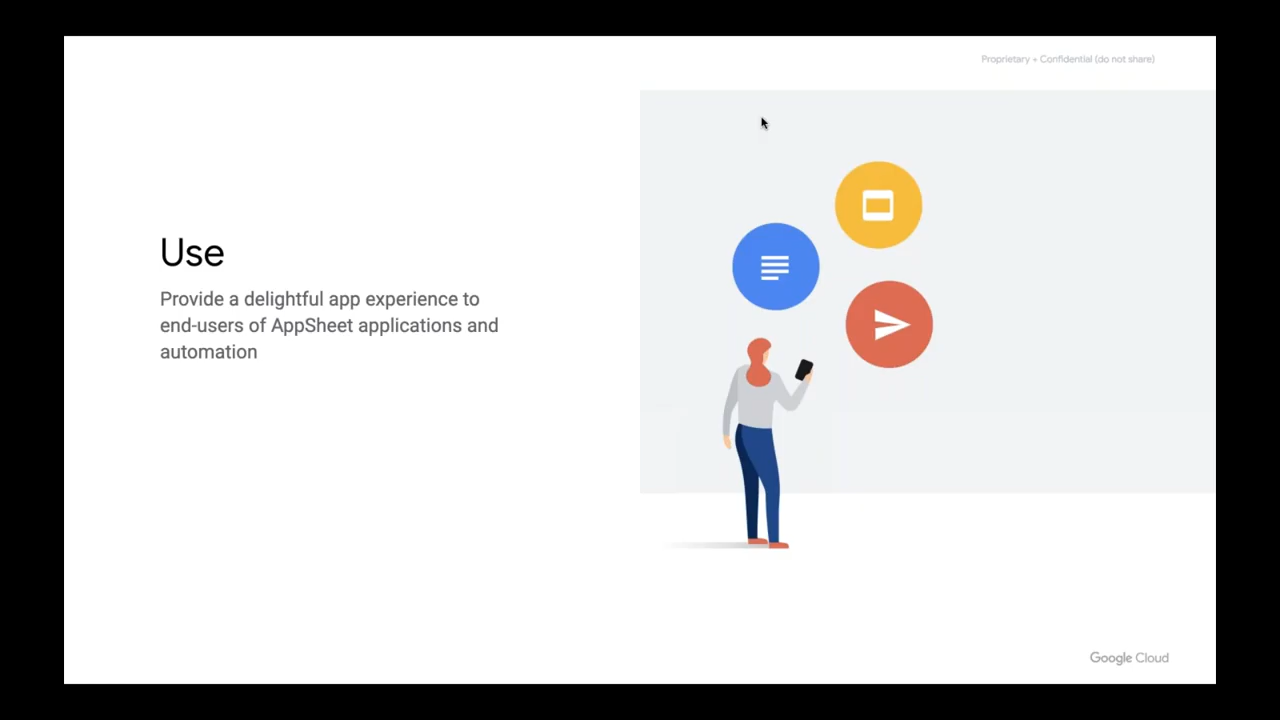 Proprietary + Confidential (do not share)
Use
Provide a delightful app experience to
end-users of AppSheet applications and
automation
Google Cloud